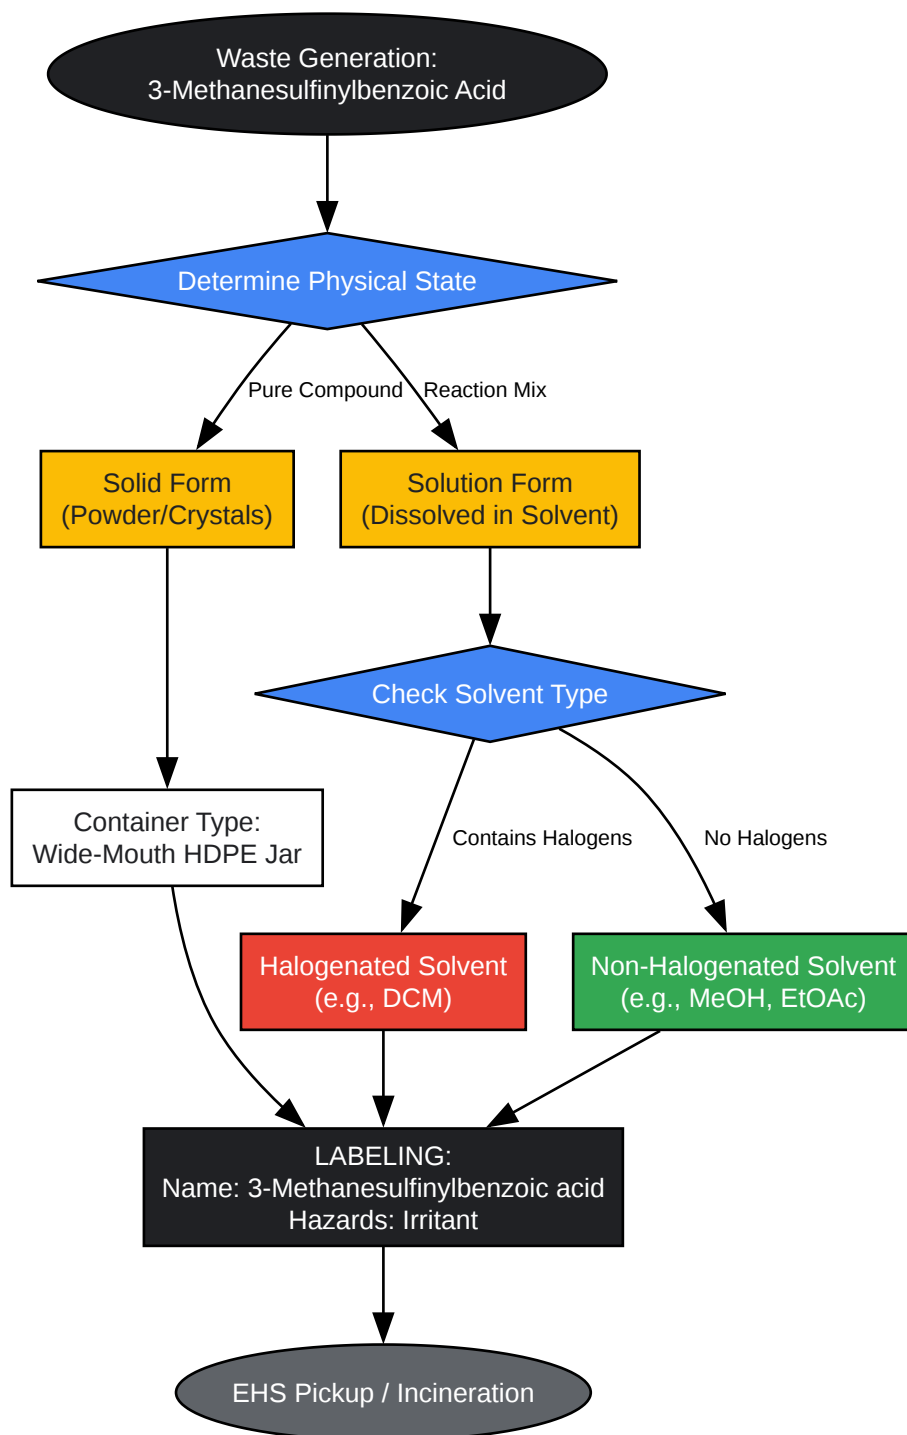 Waste Generation:
3-Methanesulfinylbenzoic Acid
Determine Physical State
Pure Compound
Reaction Mix
Solid Form
(Powder/Crystals)
Solution Form
(Dissolved in Solvent)
Check Solvent Type
Container Type:
Wide-Mouth HDPE Jar
Contains Halogens
No Halogens
Halogenated Solvent
(e.g., DCM)
Non-Halogenated Solvent
(e.g., MeOH, EtOAc)
LABELING:
Name: 3-Methanesulfinylbenzoic acid
Hazards: Irritant
EHS Pickup / Incineration